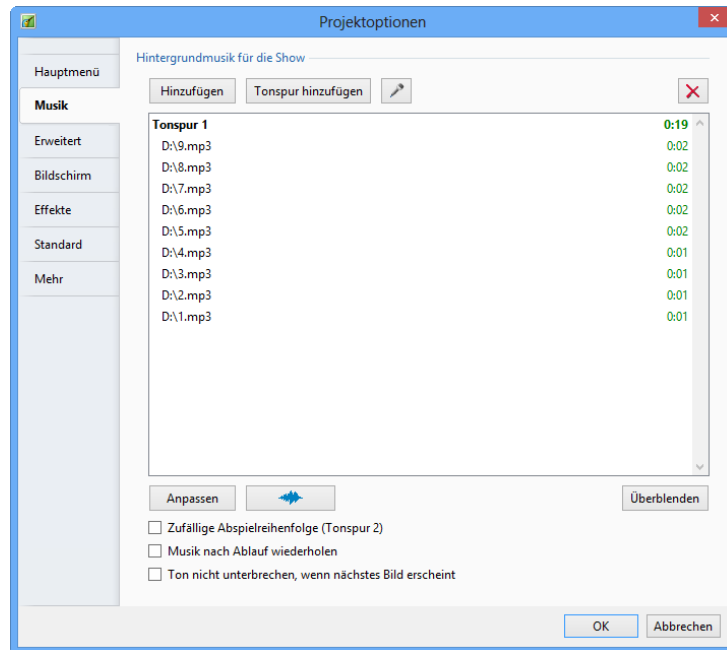 Projektoptionen
Hauptmenü
Musik
Erweitert
Bildschirm
Effekte
Standard
Mehr
Hintergrundmusik für die Show
Hinzufügen Tonspur hinzufügen
Tonspur 1 0:19
D:\9.mp3 0:02
D:\8.mp3 0:02
D:\7.mp3 0:02
D:\6.mp3 0:02
D:\5.mp3 0:02
D:\4.mp3 0:01
D:\3.mp3 0:01
D:\2.mp3 0:01
D:\1.mp3 0:01
Anpassen Überblenden
Zufällige Abspielreihenfolge (Tonspur 2)
Musik nach Ablauf wiederholen
Ton nicht unterbrechen, wenn nächstes Bild erscheint
OK Abbrechen